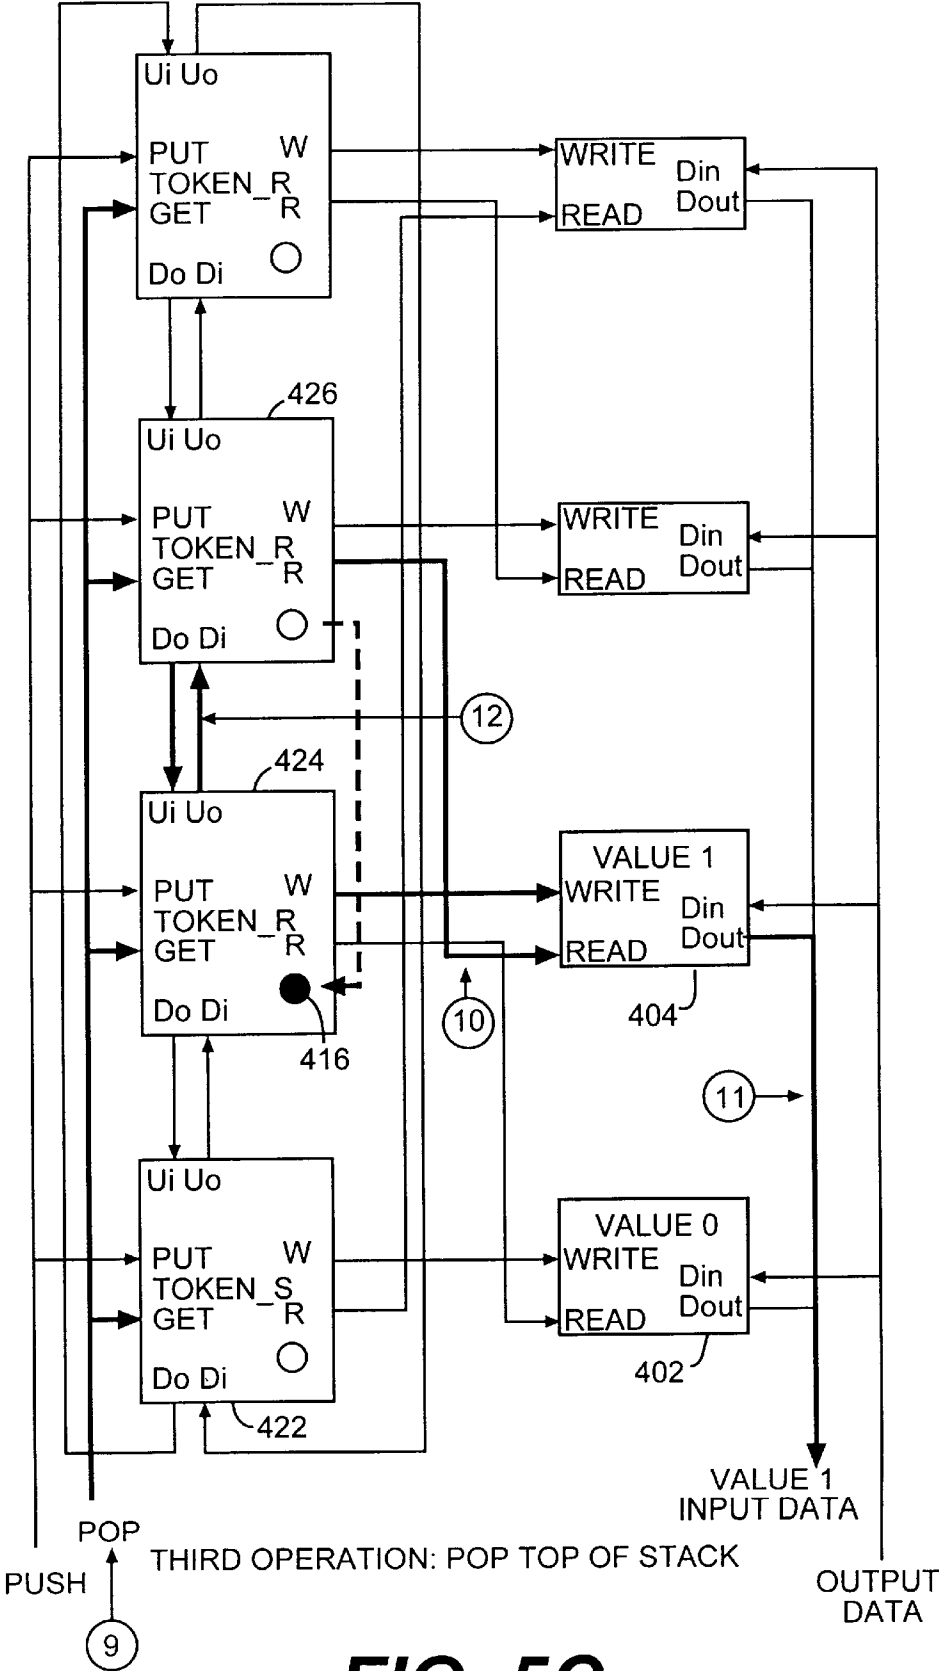 Ui Uo
PUT W
TOKEN_R
GET R
Do Di
WRITE
Din
Dout
READ
426
Ui Uo
PUT W
TOKEN_R
GET R
Do Di
WRITE
Din
Dout
READ
12
424
Ui Uo
PUT W
TOKEN_R
GET R
Do Di
416
VALUE 1
WRITE
Din
Dout
READ
404
10
11
Ui Uo
PUT W
TOKEN_S
GET R
Do Di
422
VALUE 0
WRITE
Din
Dout
READ
402
VALUE 1
INPUT DATA
POP
THIRD OPERATION: POP TOP OF STACK
PUSH
OUTPUT
DATA
9